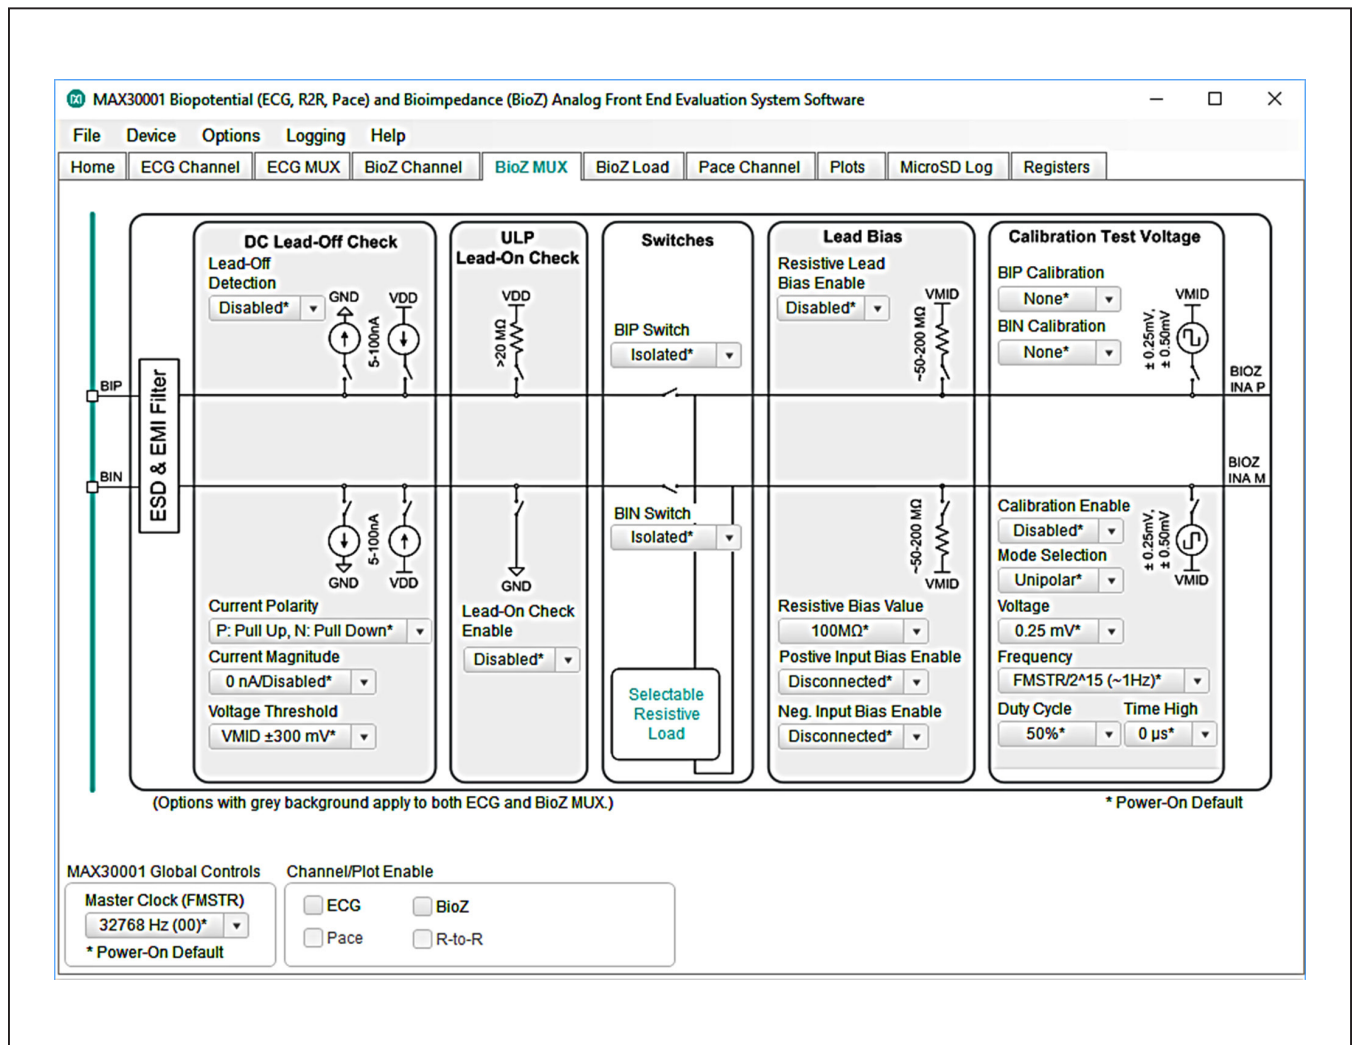 MAX30001 Biopotential (ECG, R2R, Pace) and Bioimpedance (BioZ) Analog Front End Evaluation System Software
File Device Options Logging Help
Home ECG Channel ECG MUX BioZ Channel BioZ MUX BioZ Load Pace Channel Plots MicroSD Log Registers
BIP
BIN
ESD & EMI Filter
DC Lead-Off Check
Lead-Off
Detection
Disabled*
GND
VDD
5-100nA
5-100nA
GND
VDD
Current Polarity
P: Pull Up, N: Pull Down*
Current Magnitude
0 nA/Disabled*
Voltage Threshold
VMID ±300 mV*
ULP
Lead-On Check
VDD
>20 MΩ
GND
Lead-On Check
Enable
Disabled*
Switches
BIP Switch
Isolated*
BIN Switch
Isolated*
Selectable
Resistive
Load
Lead Bias
Resistive Lead
Bias Enable
Disabled*
VMID
~50-200 MΩ
~50-200 MΩ
VMID
Resistive Bias Value
100MΩ*
Postive Input Bias Enable
Disconnected*
Neg. Input Bias Enable
Disconnected*
Calibration Test Voltage
BIP Calibration
None*
BIN Calibration
None*
VMID
± 0.25mV,
± 0.50mV
Calibration Enable
Disabled*
Mode Selection
Unipolar*
± 0.25mV,
± 0.50mV
VMID
Voltage
0.25 mV*
Frequency
FMSTR/2^15 (~1Hz)*
Duty Cycle Time High
50%* 0 µs*
BIOZ
INA P
BIOZ
INA M
(Options with grey background apply to both ECG and BioZ MUX.)
* Power-On Default
MAX30001 Global Controls
Master Clock (FMSTR)
32768 Hz (00)*
* Power-On Default
Channel/Plot Enable
ECG BioZ
Pace R-to-R